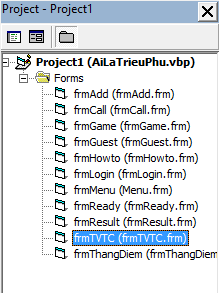 Project - Project1
Project1 (AiLaTrieuPhu.vbp)
Forms
frmAdd (frmAdd.frm)
frmCall (frmCall.frm)
frmGame (frmGame.frm)
frmGuest (frmGuest.frm)
frmHowto (frmHowto.frm)
frmLogin (frmLogin.frm)
frmMenu (Menu.frm)
frmReady (frmReady.frm)
frmResult (frmResult.frm)
frmTVTC (frmTVTC.frm)
frmThangDiem (frmThangDiem.frm)